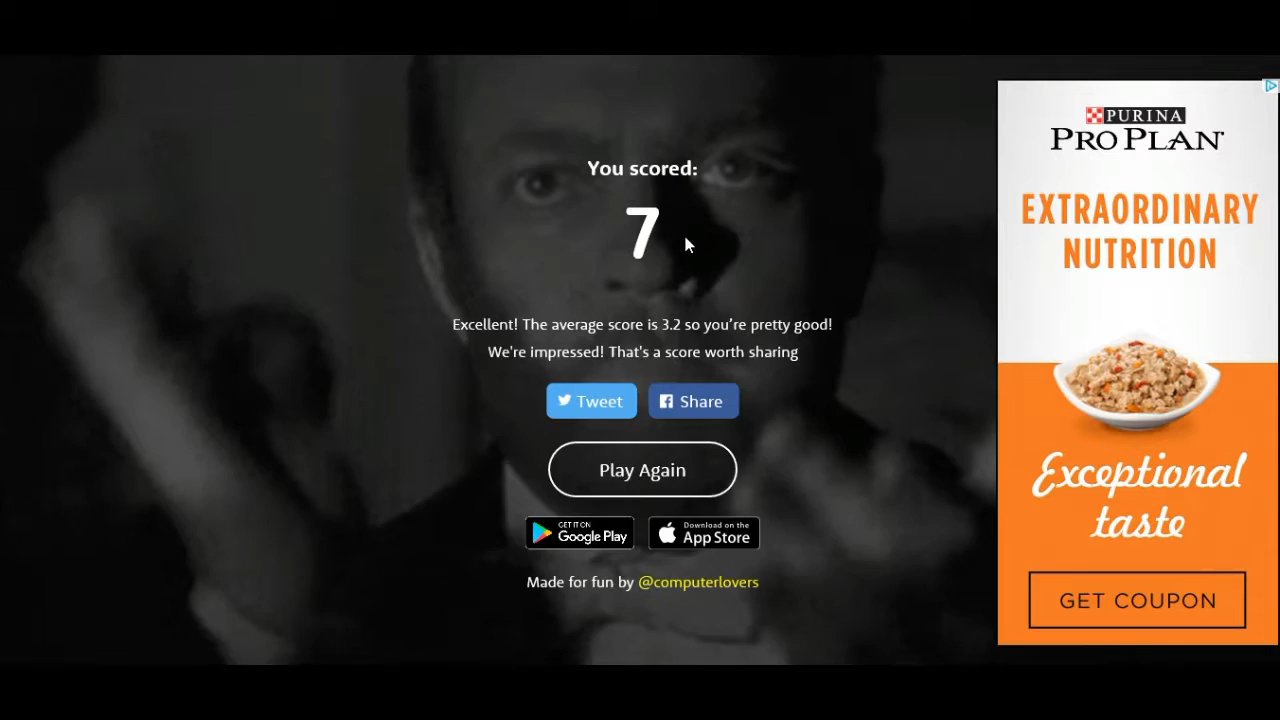 You scored:
7
Excellent! The average score is 3.2 so you’re pretty good!
We're impressed! That's a score worth sharing
Tweet
Share
Play Again
GET IT ON
Google Play
Download on the
App Store
Made for fun by @computerlovers
PURINA
PRO PLAN
EXTRAORDINARY
NUTRITION
Exceptional
taste
GET COUPON